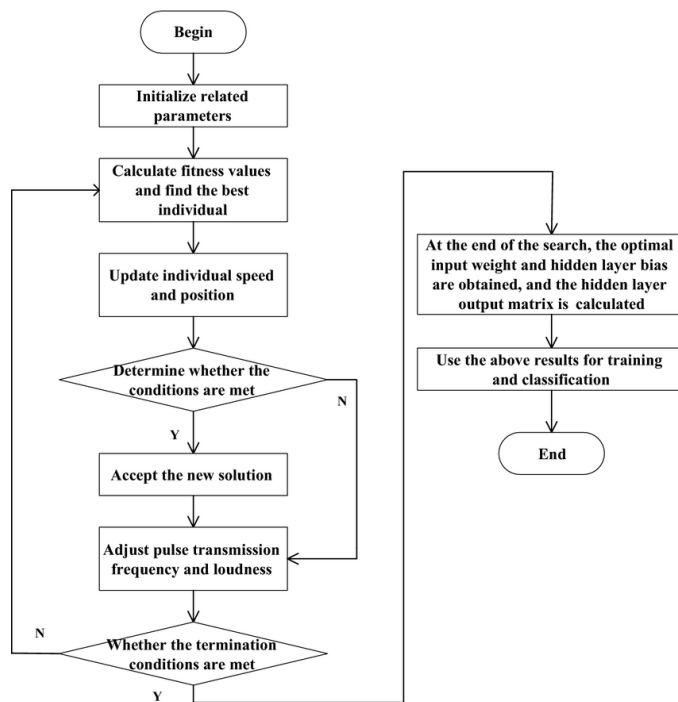 Begin
Initialize related
parameters
Calculate fitness values
and find the best
individual
Update individual speed
and position
Determine whether the
conditions are met
N
Y
Accept the new solution
Adjust pulse transmission
frequency and loudness
N
Whether the termination
conditions are met
Y
At the end of the search, the optimal
input weight and hidden layer bias
are obtained, and the hidden layer
output matrix is calculated
Use the above results for training
and classification
End